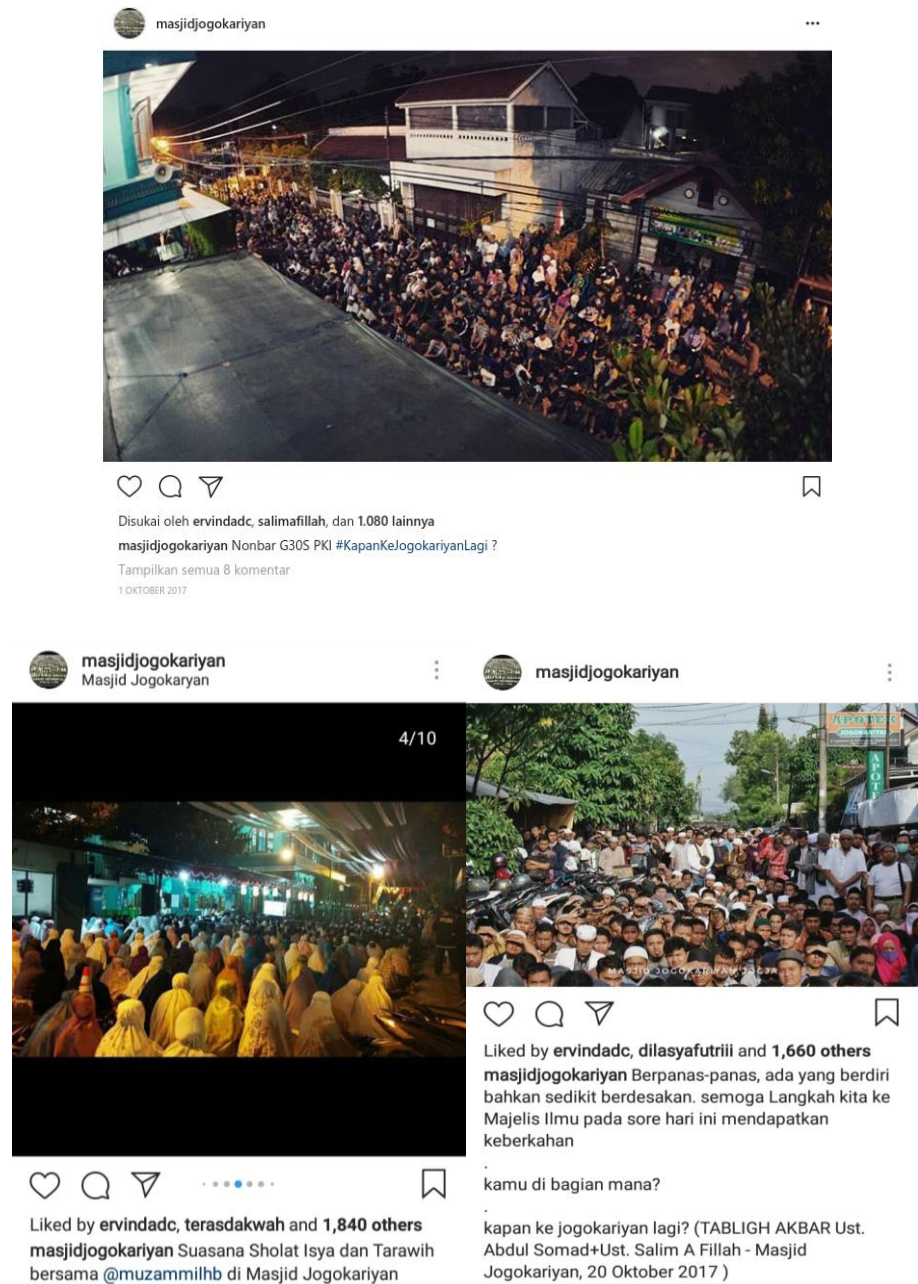 masjidjogokariyan
Disukai oleh ervindadc, salimafillah, dan 1.080 lainnya
masjidjogokariyan Nonbar G30S PKI #KapanKeJogokariyanLagi ?
Tampilkan semua 8 komentar
1 OKTOBER 2017
masjidjogokariyan
Masjid Jogokaryan
4/10
Liked by ervindadc, terasdakwah and 1,840 others
masjidjogokariyan Suasana Sholat Isya dan Tarawih
bersama @muzammilhb di Masjid Jogokariyan
masjidjogokariyan
APOTEK
JOGOKARIYAN
APOTEK
MASJID JOGOKARIYAN JOGJA
Liked by ervindadc, dilasyafutriii and 1,660 others
masjidjogokariyan Berpanas-panas, ada yang berdiri
bahkan sedikit berdesakan. semoga Langkah kita ke
Majelis Ilmu pada sore hari ini mendapatkan
keberkahan
.
kamu di bagian mana?
.
kapan ke jogokariyan lagi? (TABLIGH AKBAR Ust.
Abdul Somad+Ust. Salim A Fillah - Masjid
Jogokariyan, 20 Oktober 2017 )